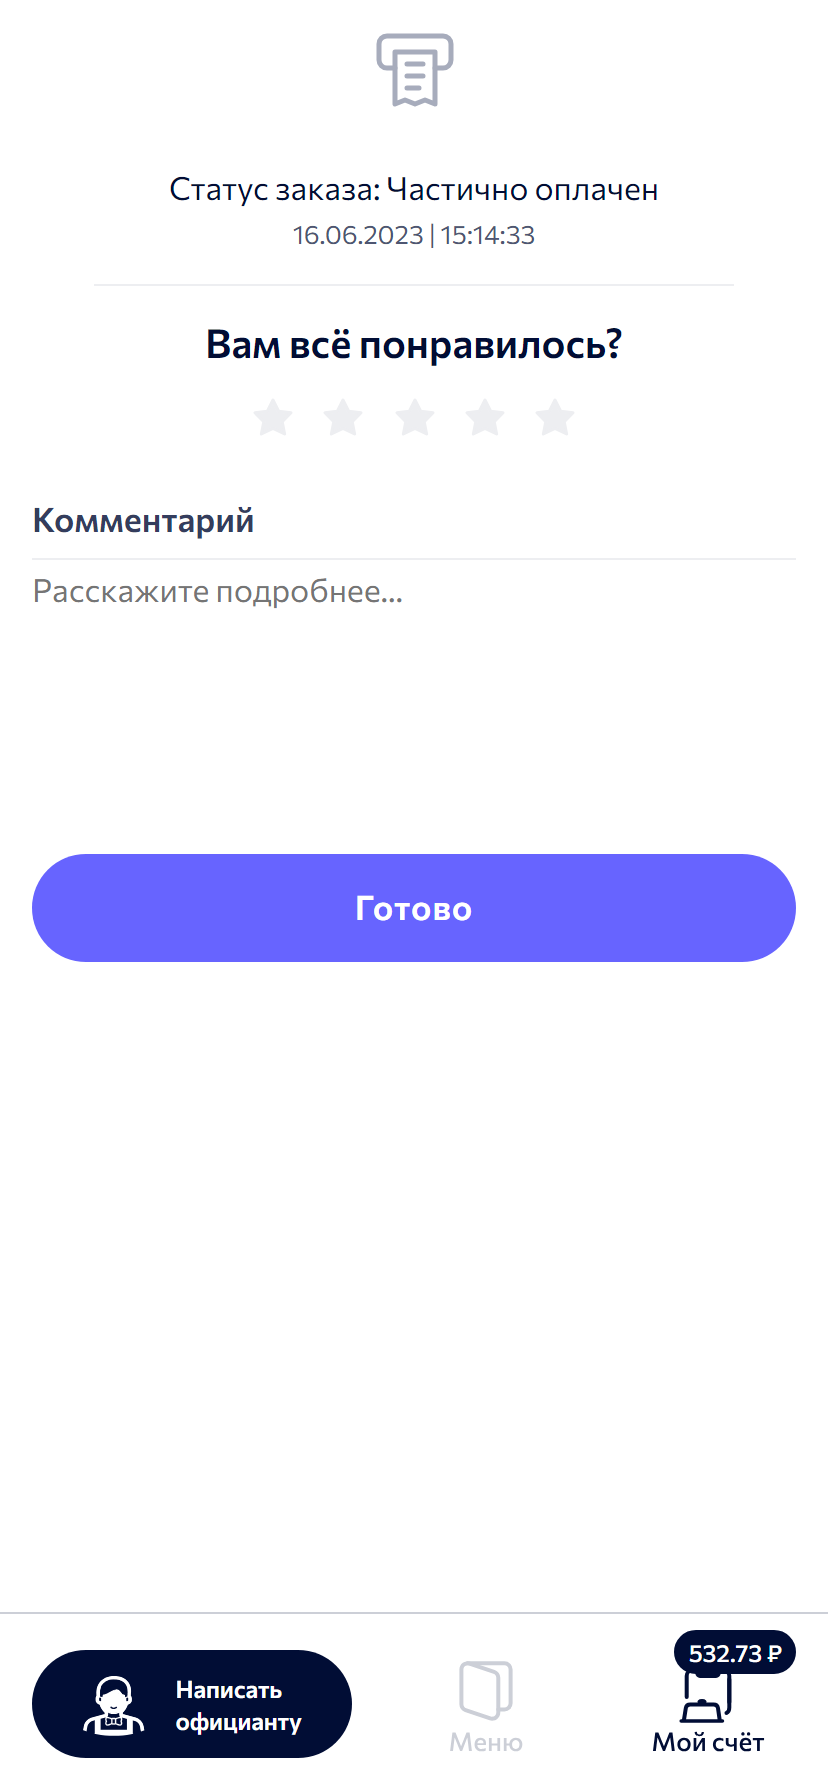 Статус заказа: Частично оплачен
16.06.2023 | 15:14:33
Вам всё понравилось?
Комментарий
Расскажите подробнее...
Готово
Написать
официанту
Меню
532.73 ₽
Мой счёт